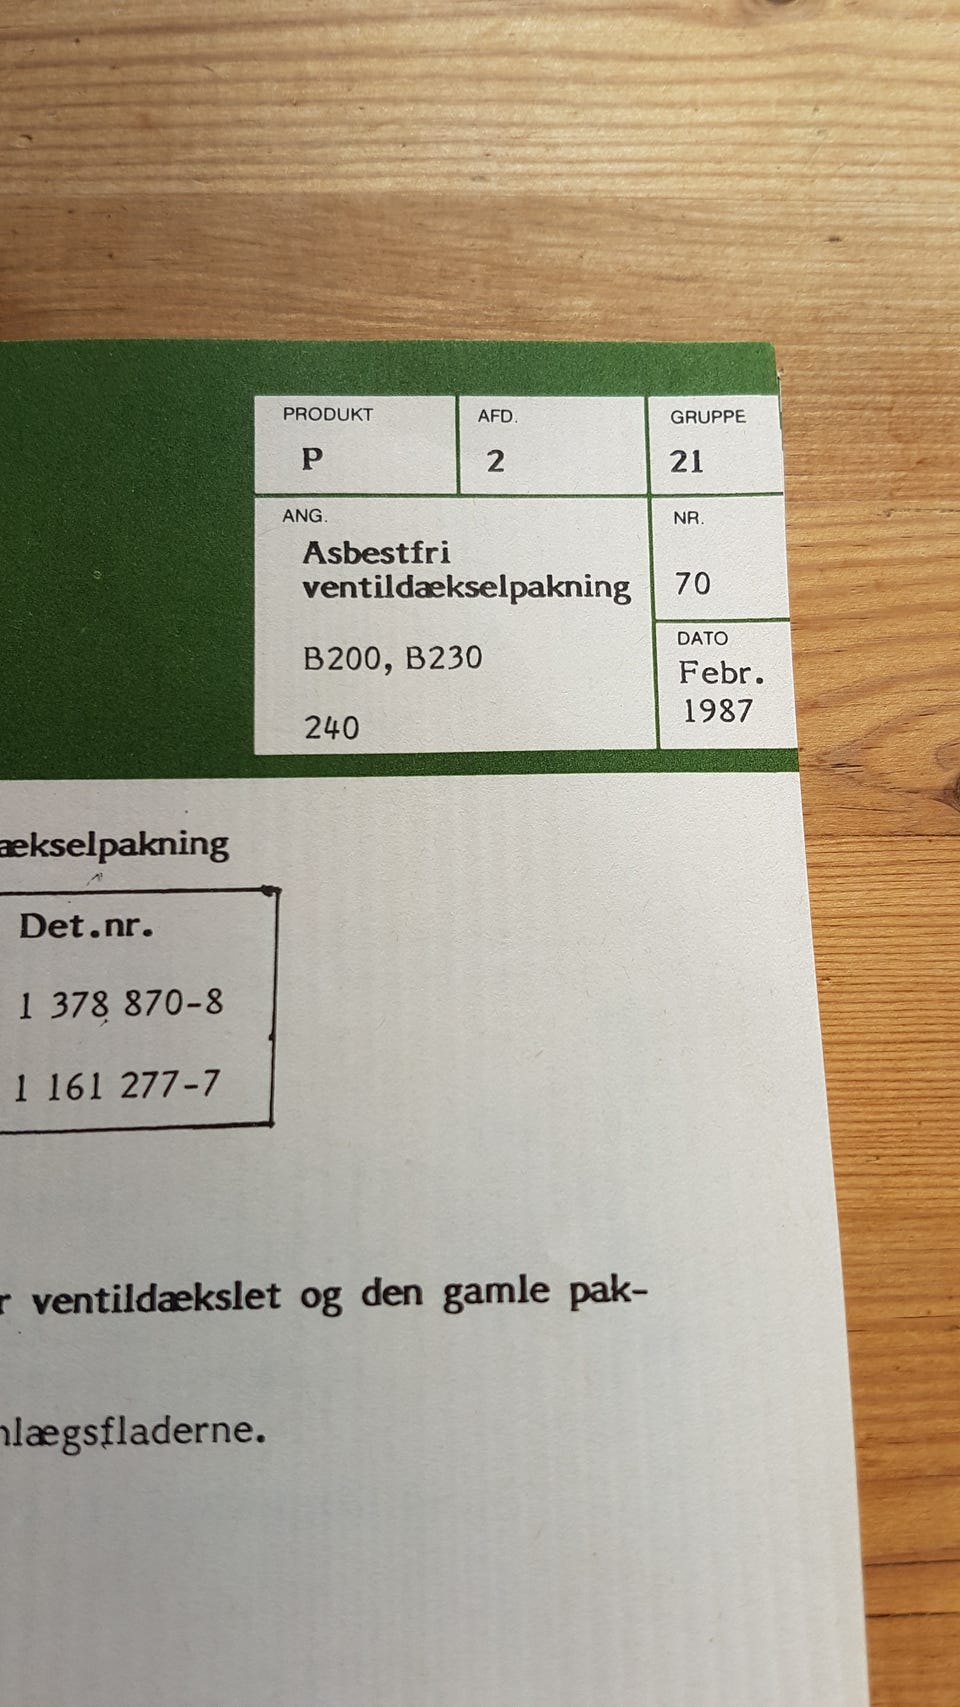 PRODUKT AFD. GRUPPE
P 2 21
ANG. NR.
Asbestfri
ventildækselpakning 70
DATO
B200, B230 Febr.
1987
240
ækselpakning
Det.nr.
1 378 870-8
1 161 277-7
r ventildækslet og den gamle pak-
nlægsfladerne.